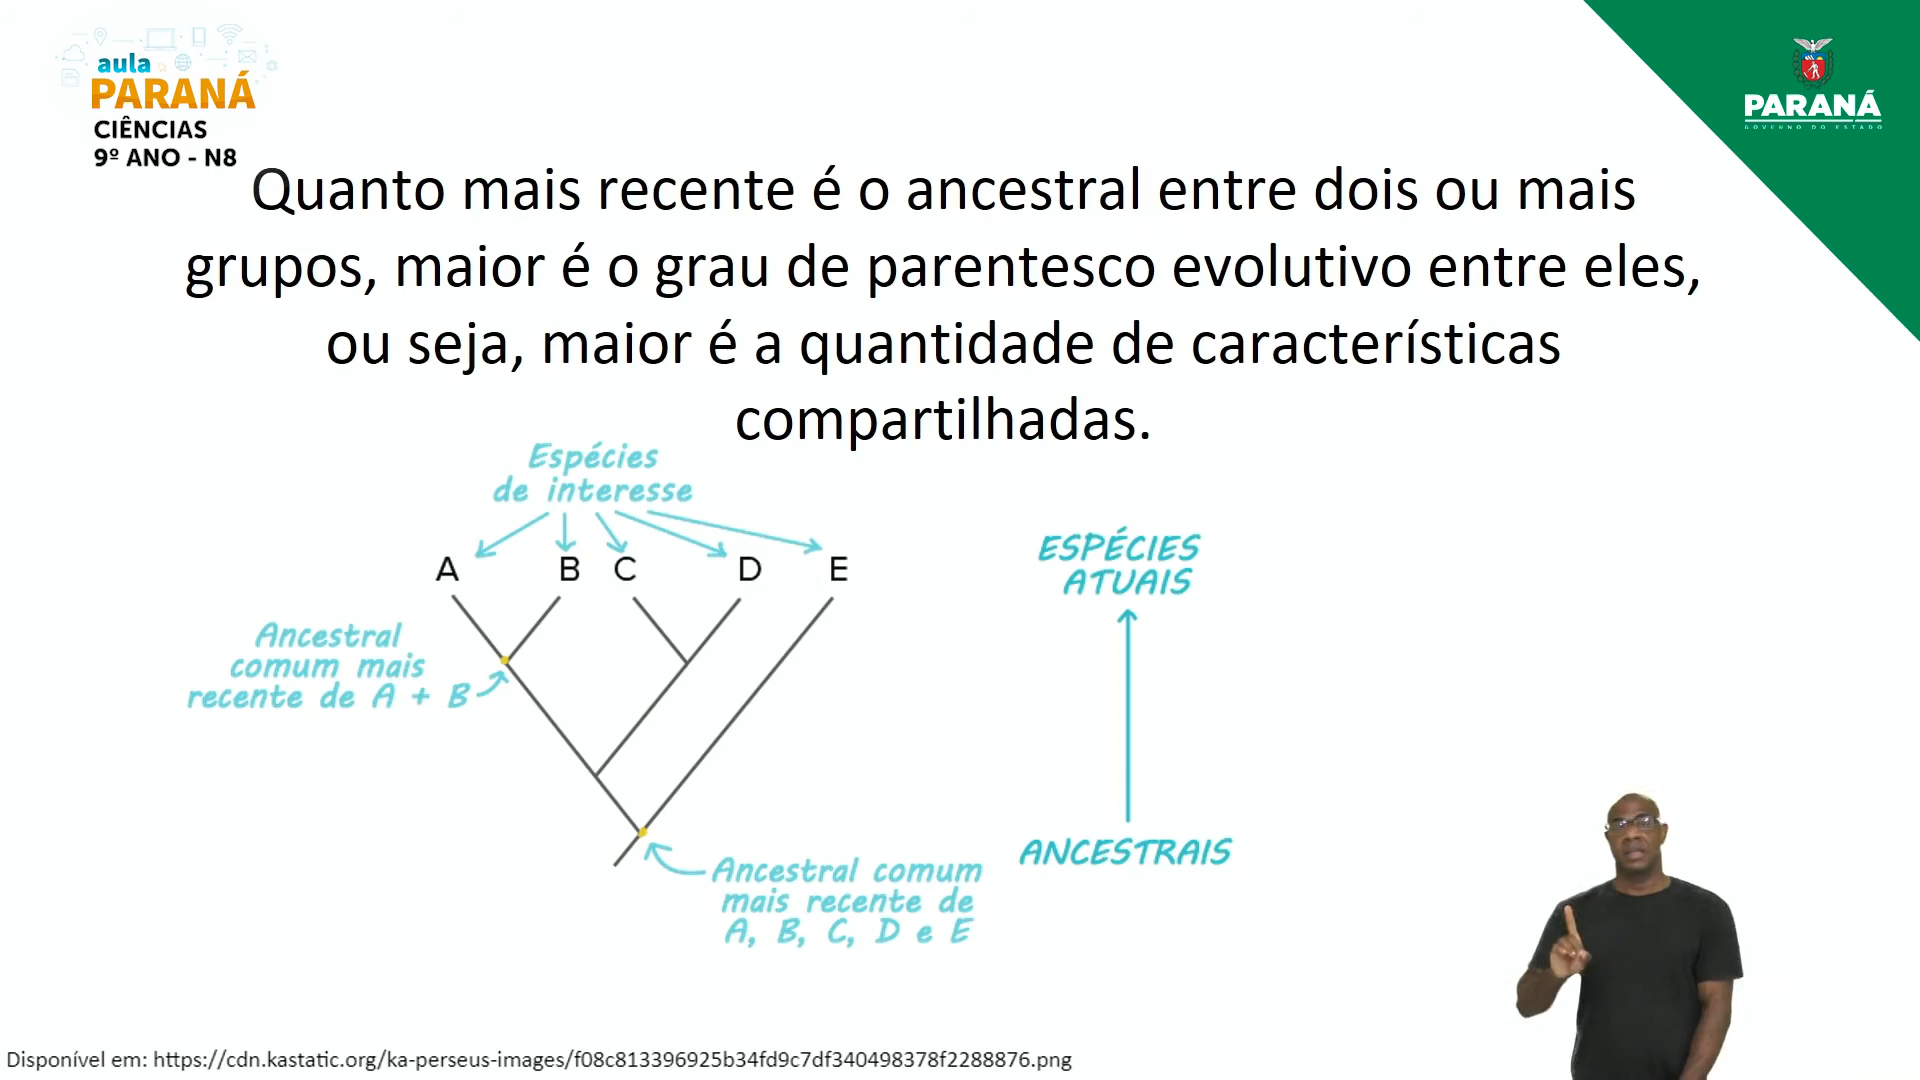 aula
PARANÁ
CIÊNCIAS
9º ANO - N8
PARANÁ
GOVERNO DO ESTADO
Quanto mais recente é o ancestral entre dois ou mais
grupos, maior é o grau de parentesco evolutivo entre eles,
ou seja, maior é a quantidade de características
compartilhadas.
Espécies
de interesse
A B C D E
Ancestral
comum mais
recente de A + B
Ancestral comum
mais recente de
A, B, C, D e E
ESPÉCIES
ATUAIS
ANCESTRAIS
Disponível em: https://cdn.kastatic.org/ka-perseus-images/f08c813396925b34fd9c7df340498378f2288876.png